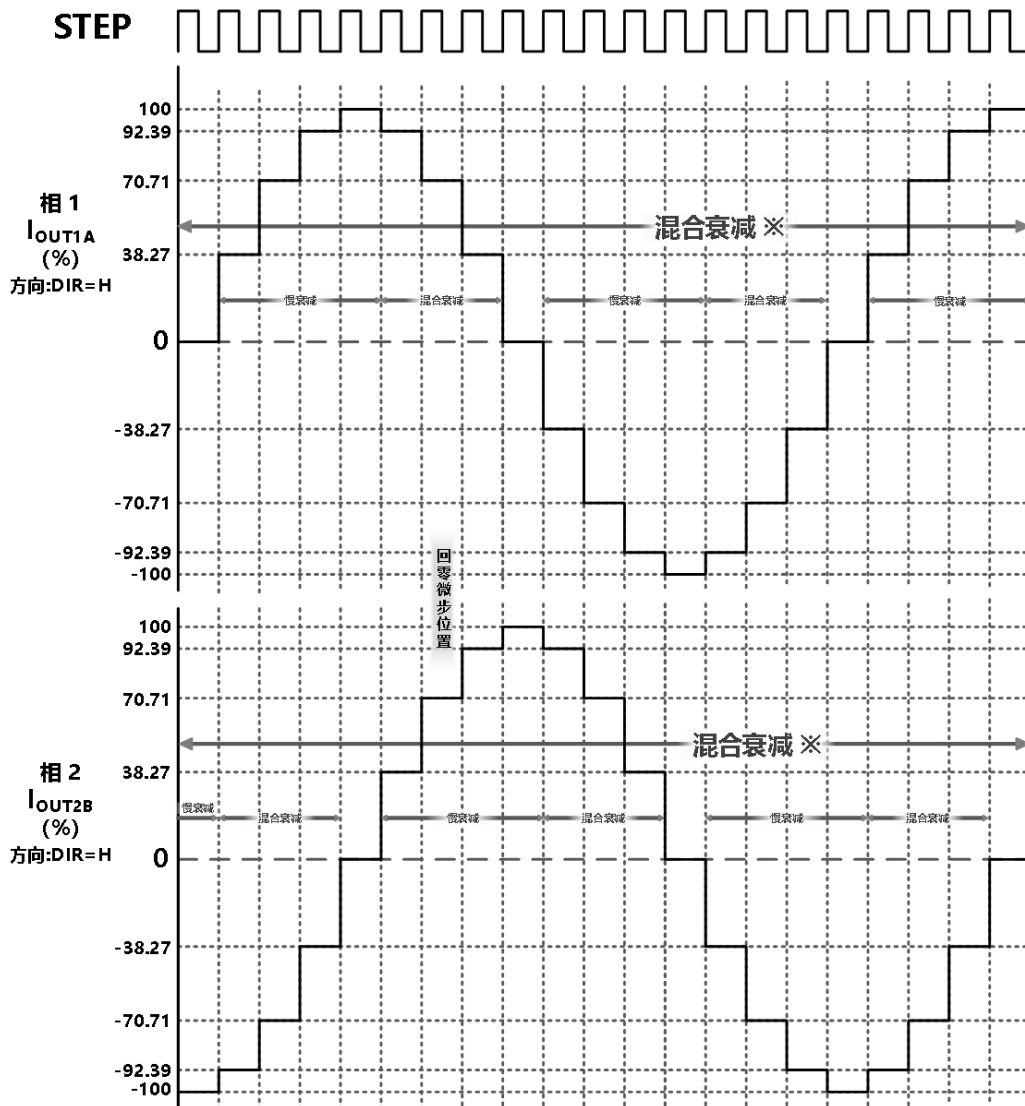 STEP
100
92.39
70.71
相 1
IOUT1A
(%)
方向:DIR=H
混合衰减 ※
38.27
慢衰减
混合衰减
慢衰减
混合衰减
慢衰减
0
-38.27
-70.71
-92.39
-100
回零微步位置
100
92.39
70.71
混合衰减 ※
相 2
IOUT2B
(%)
方向:DIR=H
38.27
慢衰减
混合衰减
慢衰减
混合衰减
慢衰减
混合衰减
0
-38.27
-70.71
-92.39
-100